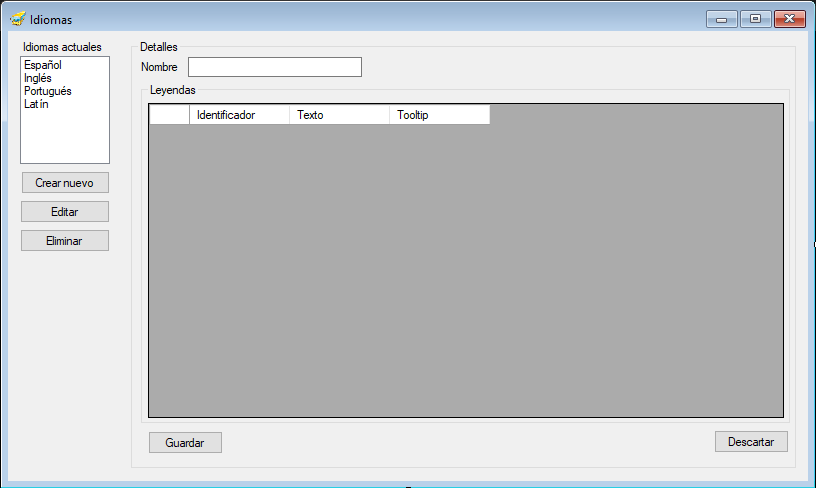 Idiomas
Idiomas actuales
Español
Inglés
Portugués
Latín
Crear nuevo
Editar
Eliminar
Detalles
Nombre
Leyendas
Identificador Texto Tooltip
Guardar Descartar